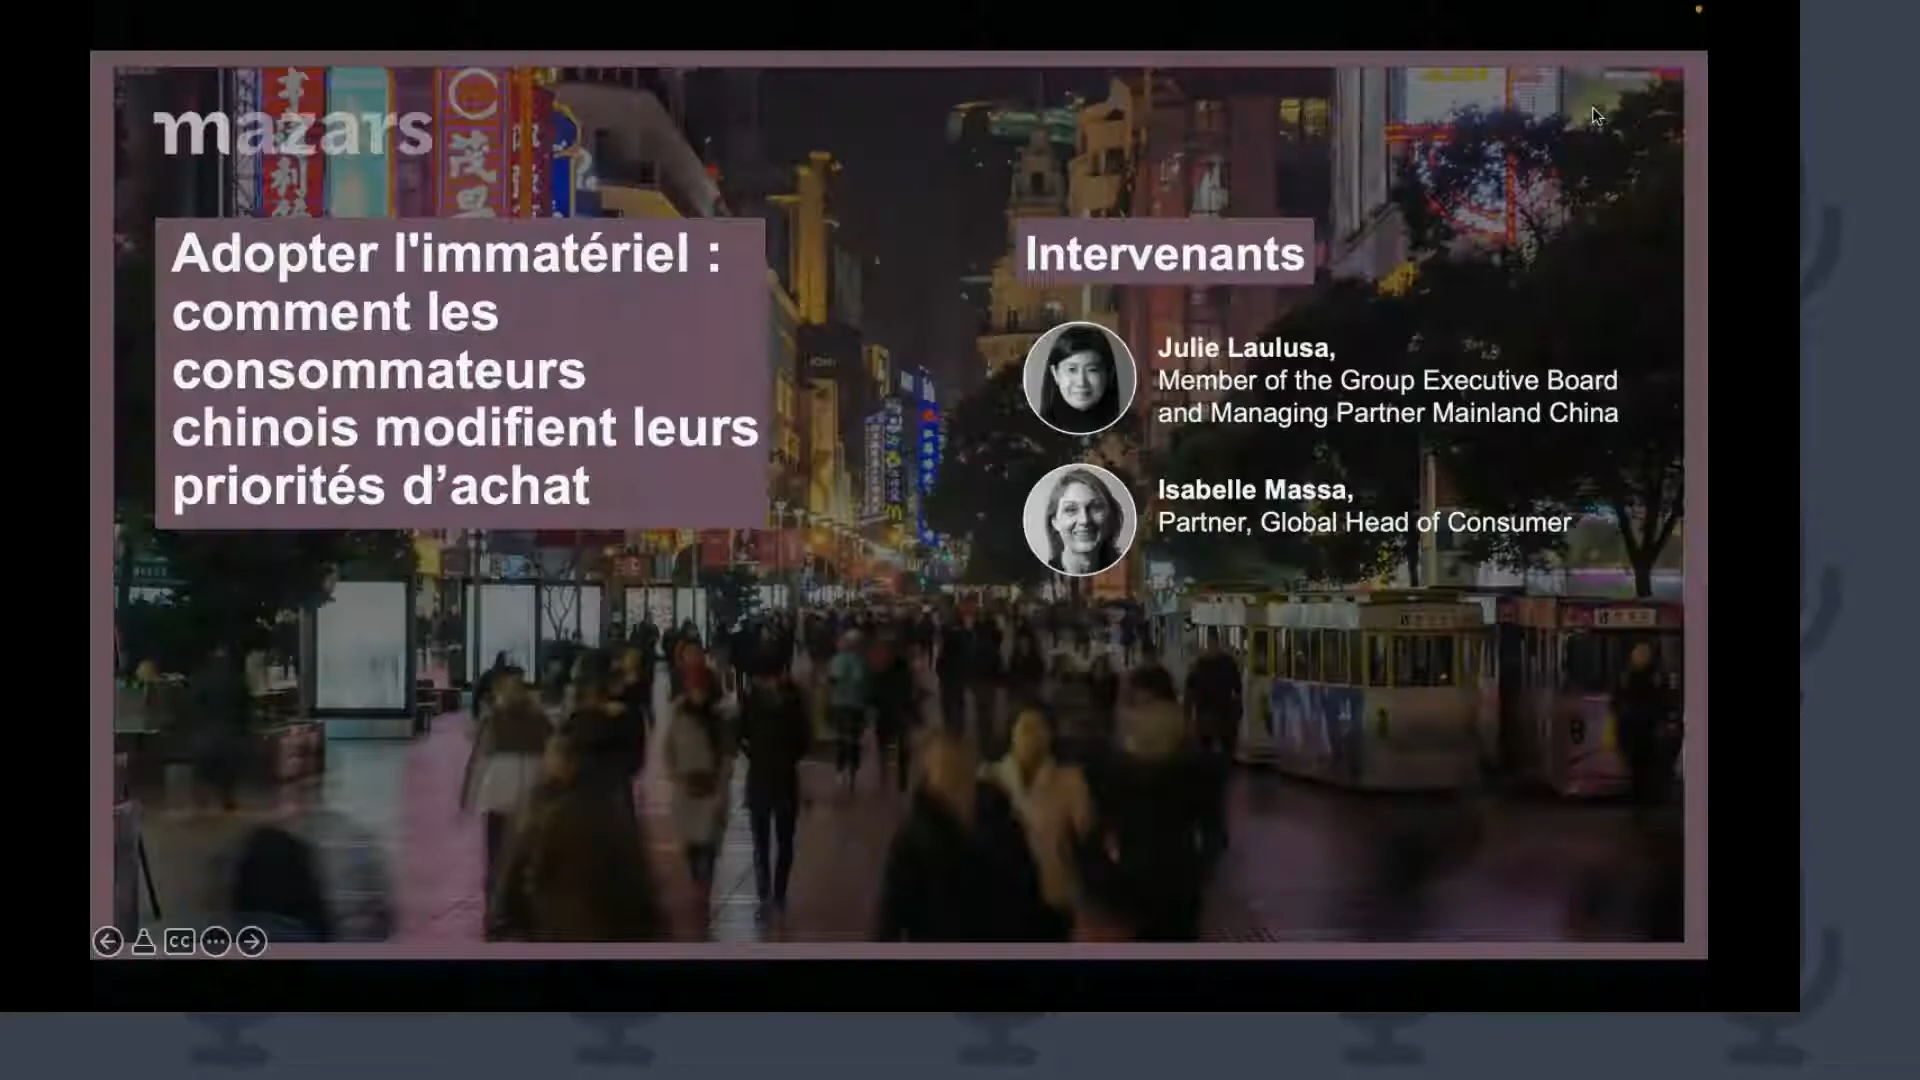 mazars
Adopter l'immatériel :
comment les
consommateurs
chinois modifient leurs
priorités d’achat
Intervenants
Julie Laulusa,
Member of the Group Executive Board
and Managing Partner Mainland China
Isabelle Massa,
Partner, Global Head of Consumer
CC